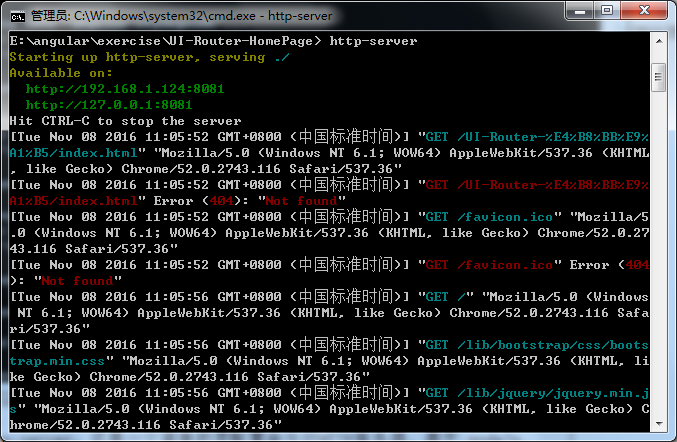 管理员: C:\Windows\system32\cmd.exe - http-server
E:\angular\exercise\UI-Router-HomePage> http-server
Starting up http-server, serving ./
Available on:
  http://192.168.1.124:8081
  http://127.0.0.1:8081
Hit CTRL-C to stop the server
[Tue Nov 08 2016 11:05:52 GMT+0800 (中国标准时间)] "GET /UI-Router-%E4%B8%BB%E9%
A1%B5/index.html" "Mozilla/5.0 (Windows NT 6.1; WOW64) AppleWebKit/537.36 (KHTML
, like Gecko) Chrome/52.0.2743.116 Safari/537.36"
[Tue Nov 08 2016 11:05:52 GMT+0800 (中国标准时间)] "GET /UI-Router-%E4%B8%BB%E9%
A1%B5/index.html" Error (404): "Not found"
[Tue Nov 08 2016 11:05:52 GMT+0800 (中国标准时间)] "GET /favicon.ico" "Mozilla/5
.0 (Windows NT 6.1; WOW64) AppleWebKit/537.36 (KHTML, like Gecko) Chrome/52.0.27
43.116 Safari/537.36"
[Tue Nov 08 2016 11:05:52 GMT+0800 (中国标准时间)] "GET /favicon.ico" Error (404
): "Not found"
[Tue Nov 08 2016 11:05:56 GMT+0800 (中国标准时间)] "GET /" "Mozilla/5.0 (Windows
 NT 6.1; WOW64) AppleWebKit/537.36 (KHTML, like Gecko) Chrome/52.0.2743.116 Safa
ri/537.36"
[Tue Nov 08 2016 11:05:56 GMT+0800 (中国标准时间)] "GET /lib/bootstrap/css/boots
trap.min.css" "Mozilla/5.0 (Windows NT 6.1; WOW64) AppleWebKit/537.36 (KHTML, li
ke Gecko) Chrome/52.0.2743.116 Safari/537.36"
[Tue Nov 08 2016 11:05:56 GMT+0800 (中国标准时间)] "GET /lib/jquery/jquery.min.j
s" "Mozilla/5.0 (Windows NT 6.1; WOW64) AppleWebKit/537.36 (KHTML, like Gecko) C
hrome/52.0.2743.116 Safari/537.36"